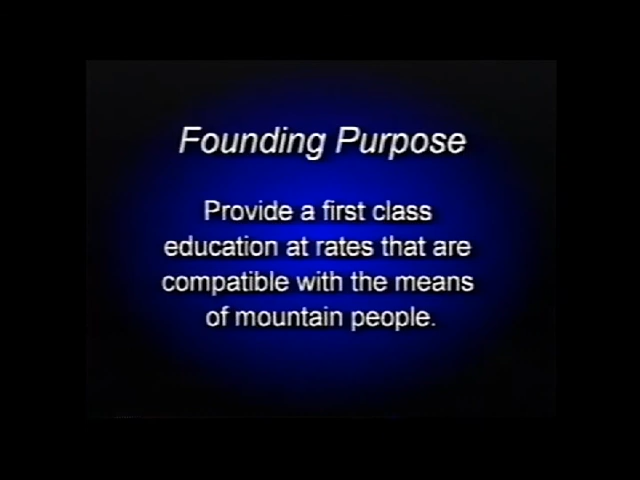 Founding Purpose
Provide a first class
education at rates that are
compatible with the means
of mountain people.